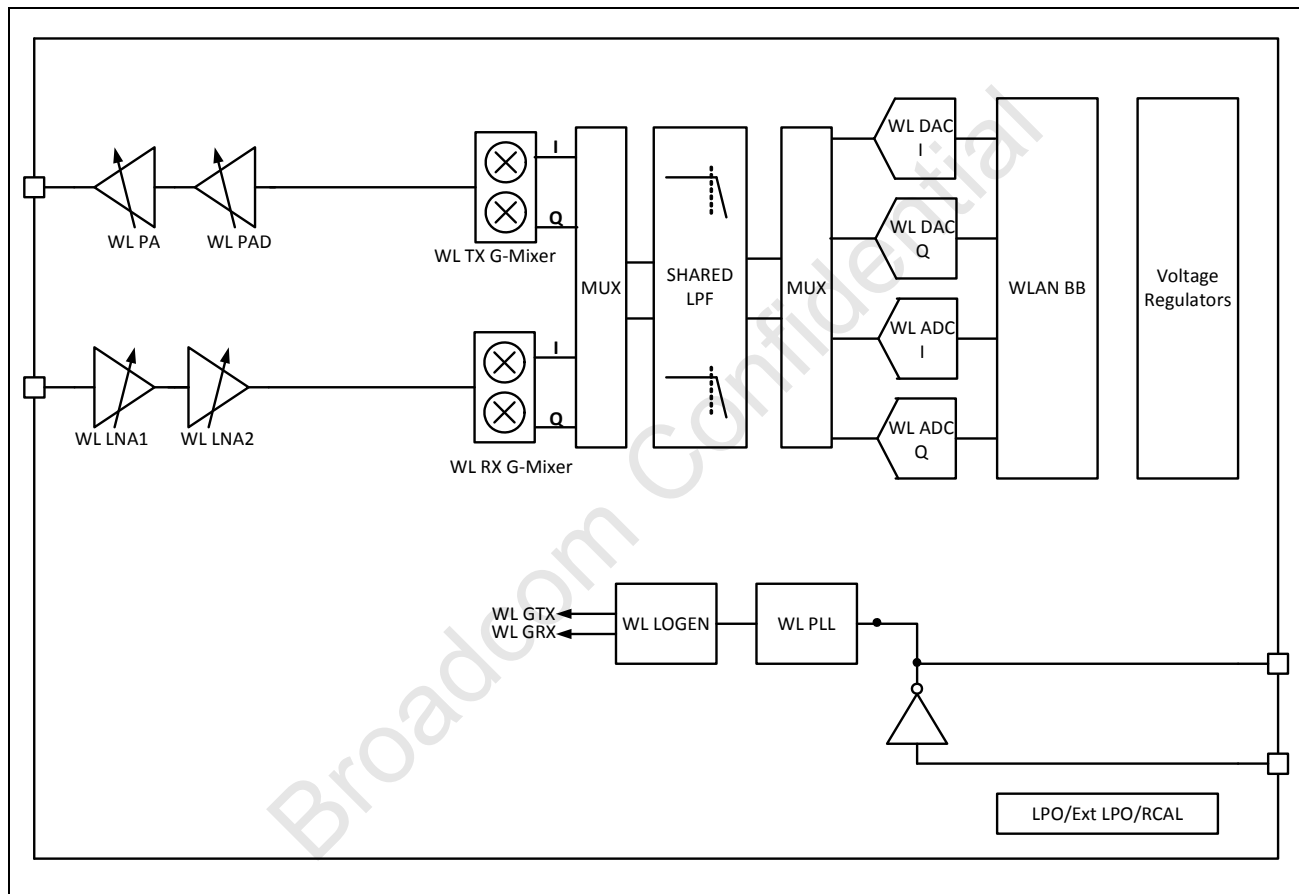 WL PA
WL PAD
WL TX G-Mixer
I
Q
MUX
SHARED
LPF
MUX
WL DAC
I
WL DAC
Q
WL ADC
I
WL ADC
Q
WLAN BB
Voltage
Regulators
WL LNA1
WL LNA2
WL RX G-Mixer
I
Q
WL GTX
WL GRX
WL LOGEN
WL PLL
LPO/Ext LPO/RCAL
Broadcom Confidential